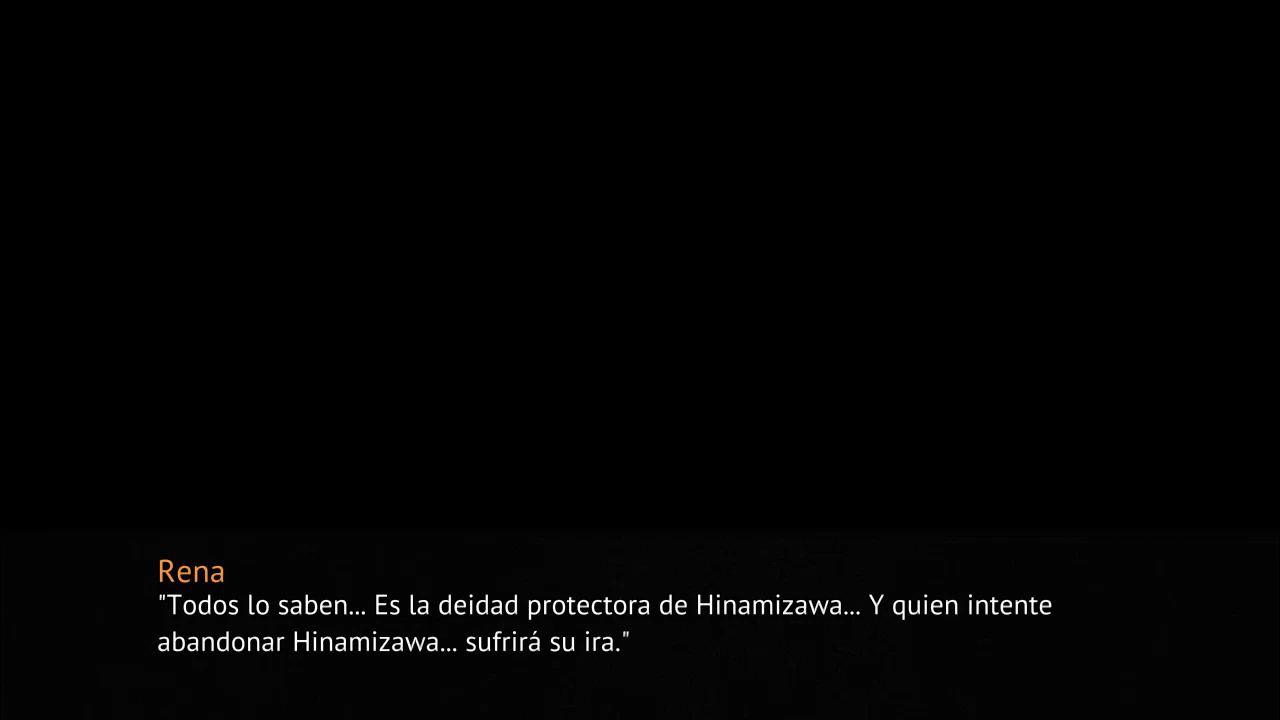 Rena
"Todos lo saben... Es la deidad protectora de Hinamizawa... Y quien intente
abandonar Hinamizawa... sufrirá su ira."